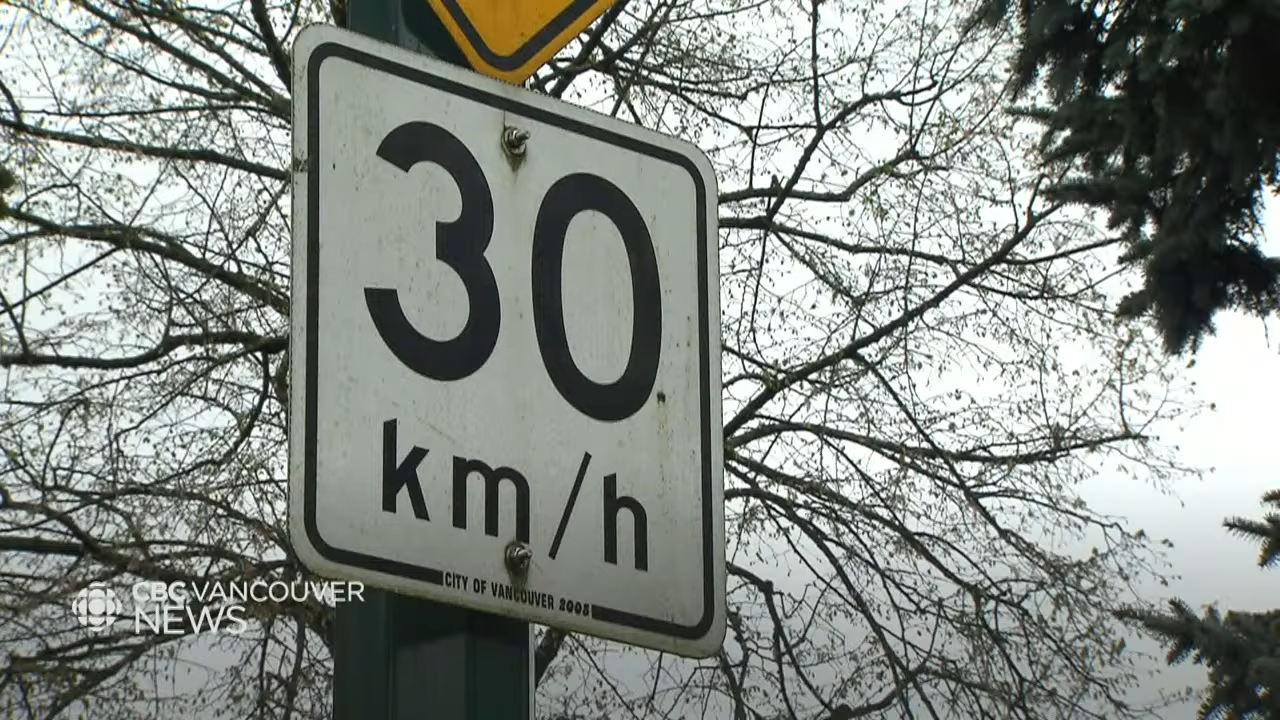 30
km/h
CITY OF VANCOUVER 2005
CBC VANCOUVER
NEWS